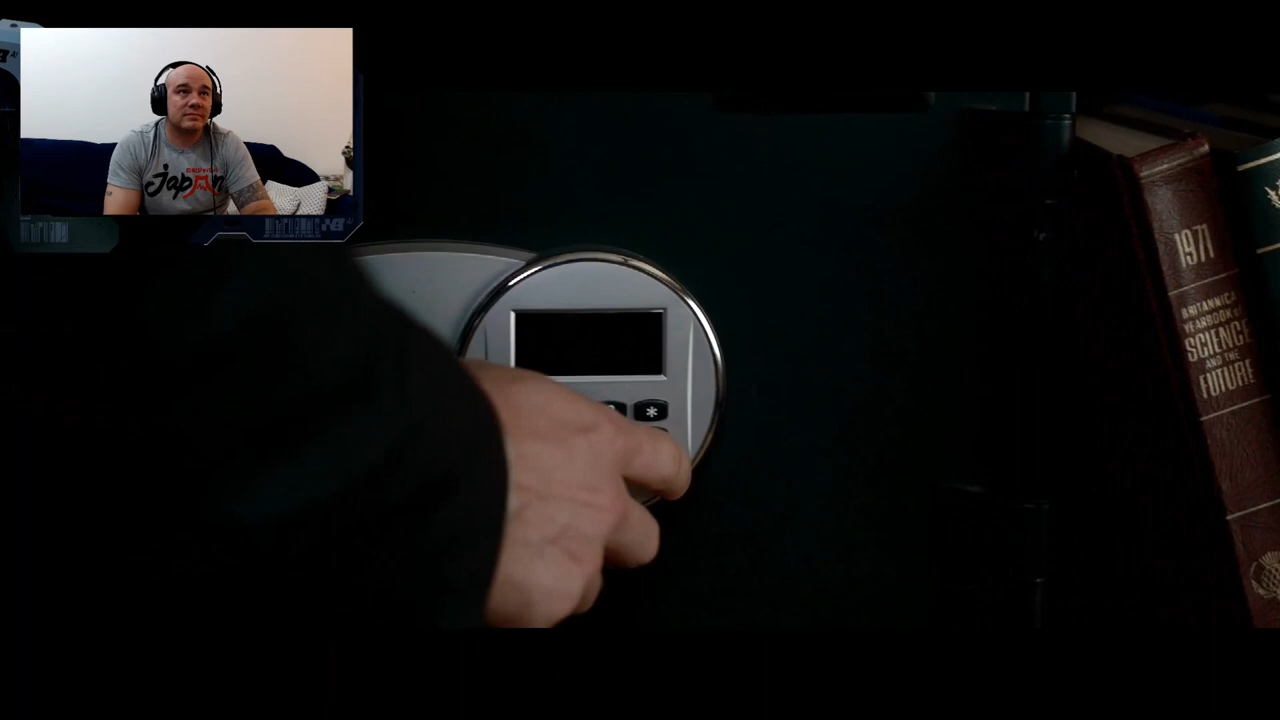 Japan
*
1971
BRITANNICA
YEARBOOK of
SCIENCE
AND THE
FUTURE